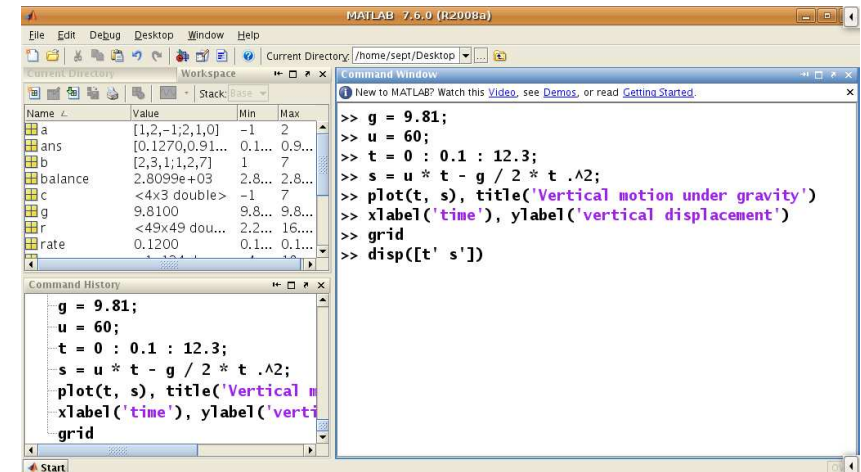 MATLAB 7.6.0 (R2008a)
File Edit Debug Desktop Window Help
Current Directory: /home/sept/Desktop
Current Directory Workspace
Stack: Base
Name Value Min Max
a [1,2,-1;2,1,0] -1 2
ans [0.1270,0.91... 0.1... 0.9...
b [2,3,1;1,2,7] 1 7
balance 2.8099e+03 2.8... 2.8...
c <4x3 double> -1 7
g 9.8100 9.8... 9.8...
r <49x49 dou... 2.2... 16....
rate 0.1200 0.1... 0.1...
Command History
g = 9.81;
u = 60;
t = 0 : 0.1 : 12.3;
s = u * t - g / 2 * t .^2;
plot(t, s), title('Vertical m
xlabel('time'), ylabel('verti
grid
Start
Command Window
New to MATLAB? Watch this Video, see Demos, or read Getting Started.
>> g = 9.81;
>> u = 60;
>> t = 0 : 0.1 : 12.3;
>> s = u * t - g / 2 * t .^2;
>> plot(t, s), title('Vertical motion under gravity')
>> xlabel('time'), ylabel('vertical displacement')
>> grid
>> disp([t' s'])